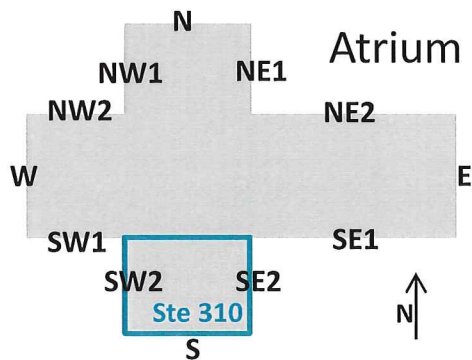 N
Atrium
NW1 NE1
NW2 NE2
W E
SW1 SE1
SW2 SE2
Ste 310 N
S